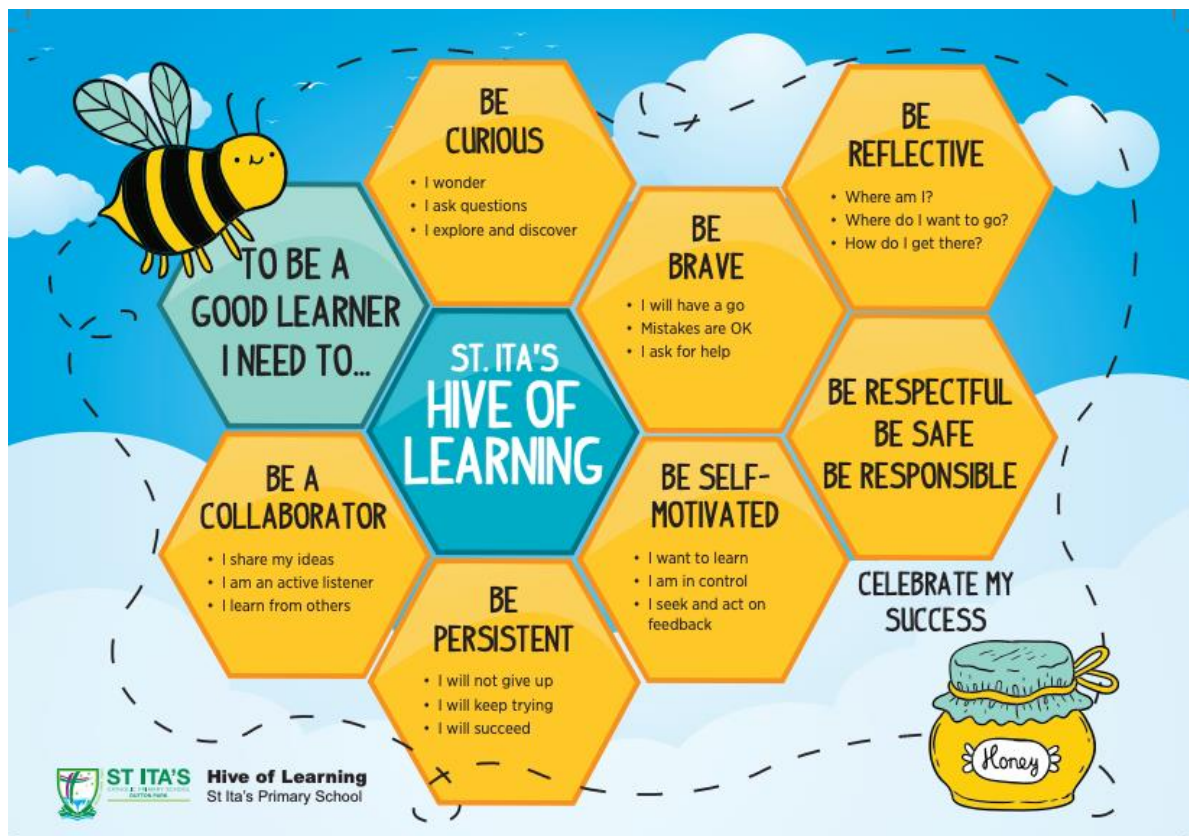 TO BE A
GOOD LEARNER
I NEED TO...
ST. ITA'S
HIVE OF
LEARNING
BE
CURIOUS
• I wonder
• I ask questions
• I explore and discover
BE
BRAVE
• I will have a go
• Mistakes are OK
• I ask for help
BE
REFLECTIVE
• Where am I?
• Where do I want to go?
• How do I get there?
BE RESPECTFUL
BE SAFE
BE RESPONSIBLE
BE SELF-
MOTIVATED
• I want to learn
• I am in control
• I seek and act on
feedback
BE
PERSISTENT
• I will not give up
• I will keep trying
• I will succeed
BE A
COLLABORATOR
• I share my ideas
• I am an active listener
• I learn from others
CELEBRATE MY
SUCCESS
Honey
ST ITA'S
CATHOLIC PRIMARY SCHOOL
DUTTON PARK
Hive of Learning
St Ita's Primary School